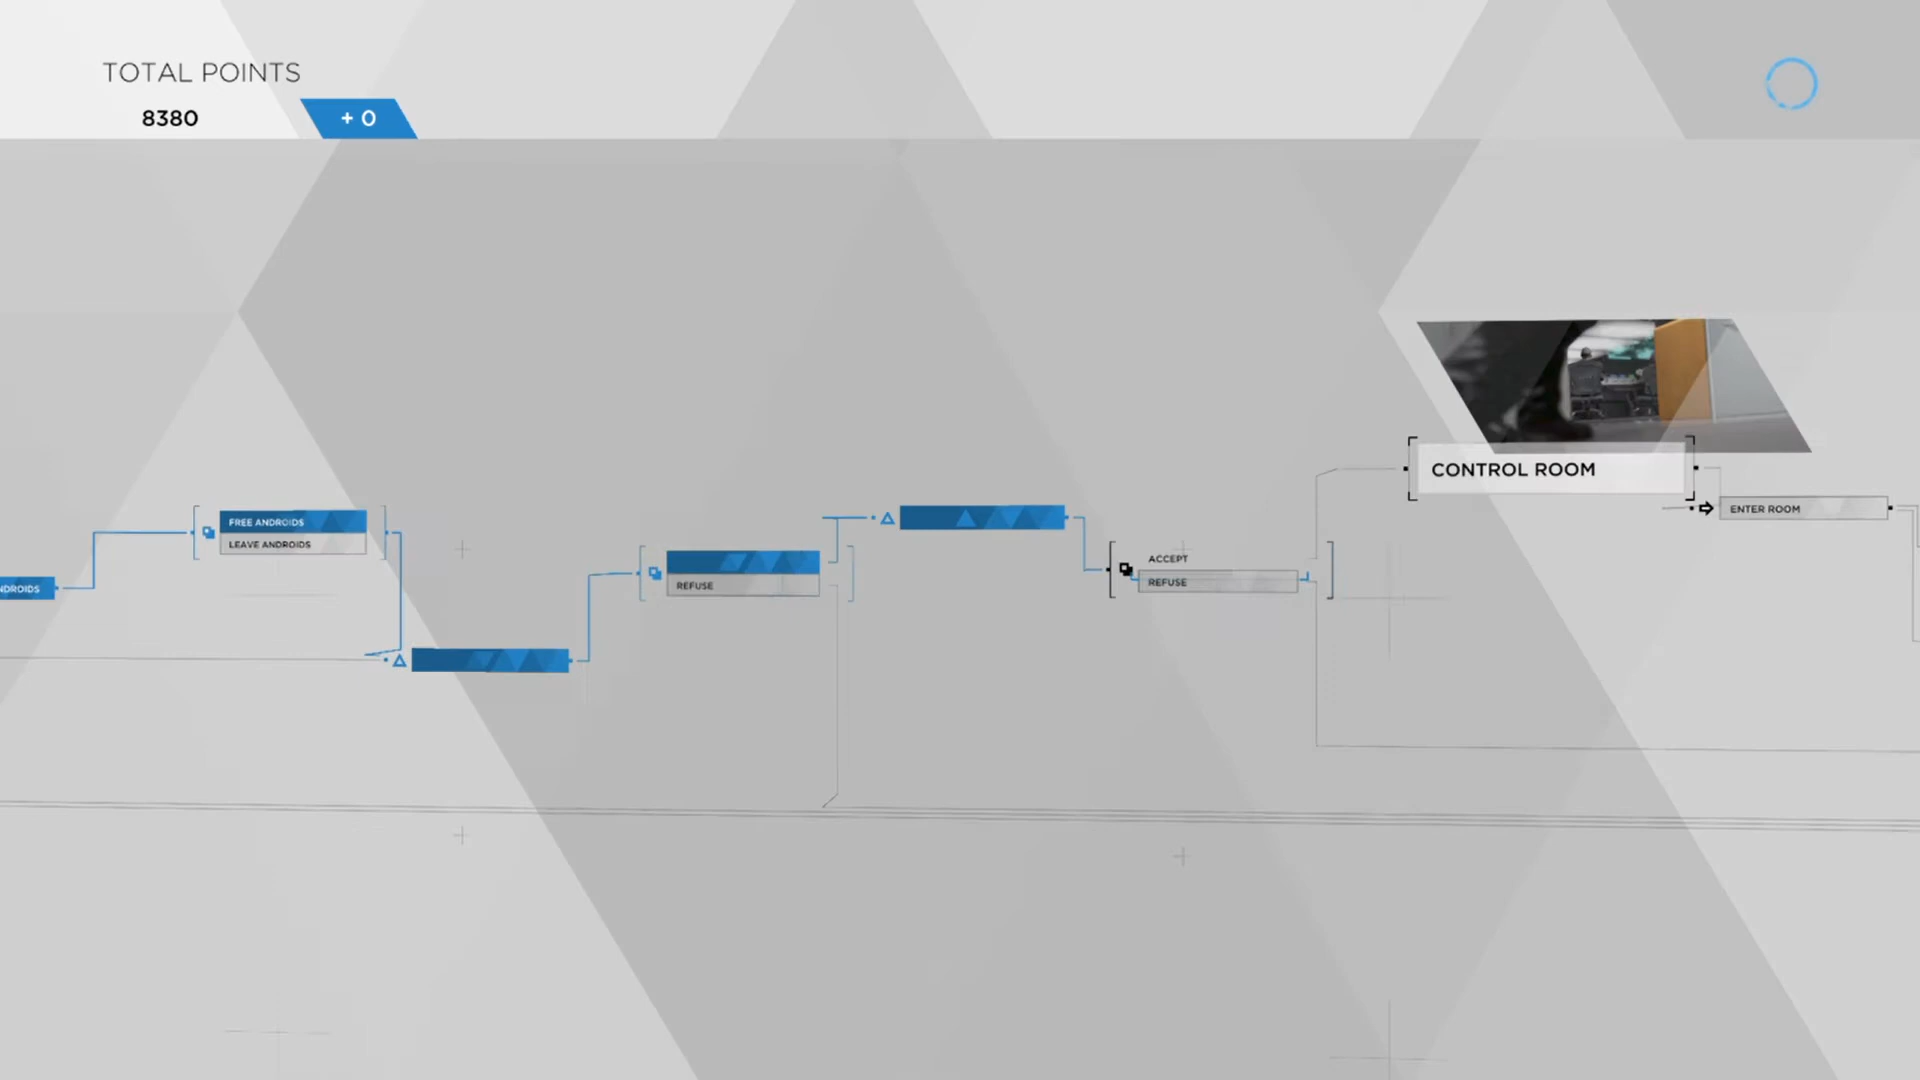 TOTAL POINTS
8380
+ 0
CONTROL ROOM
ENTER ROOM
FREE ANDROIDS
LEAVE ANDROIDS
ACCEPT
REFUSE
REFUSE